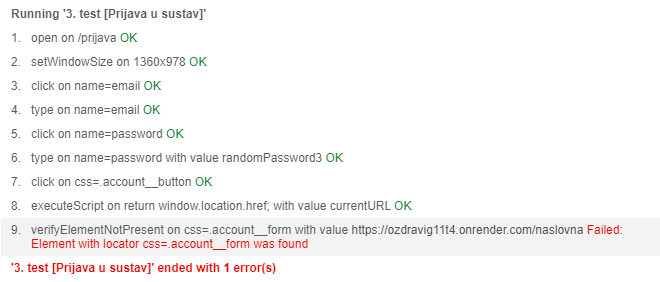 Running '3. test [Prijava u sustav]'
1. open on /prijava OK
2. setWindowSize on 1360x978 OK
3. click on name=email OK
4. type on name=email OK
5. click on name=password OK
6. type on name=password with value randomPassword3 OK
7. click on css=.account__button OK
8. executeScript on return window.location.href; with value currentURL OK
9. verifyElementNotPresent on css=.account__form with value https://ozdravig11t4.onrender.com/naslovna Failed:
Element with locator css=.account__form was found
'3. test [Prijava u sustav]' ended with 1 error(s)